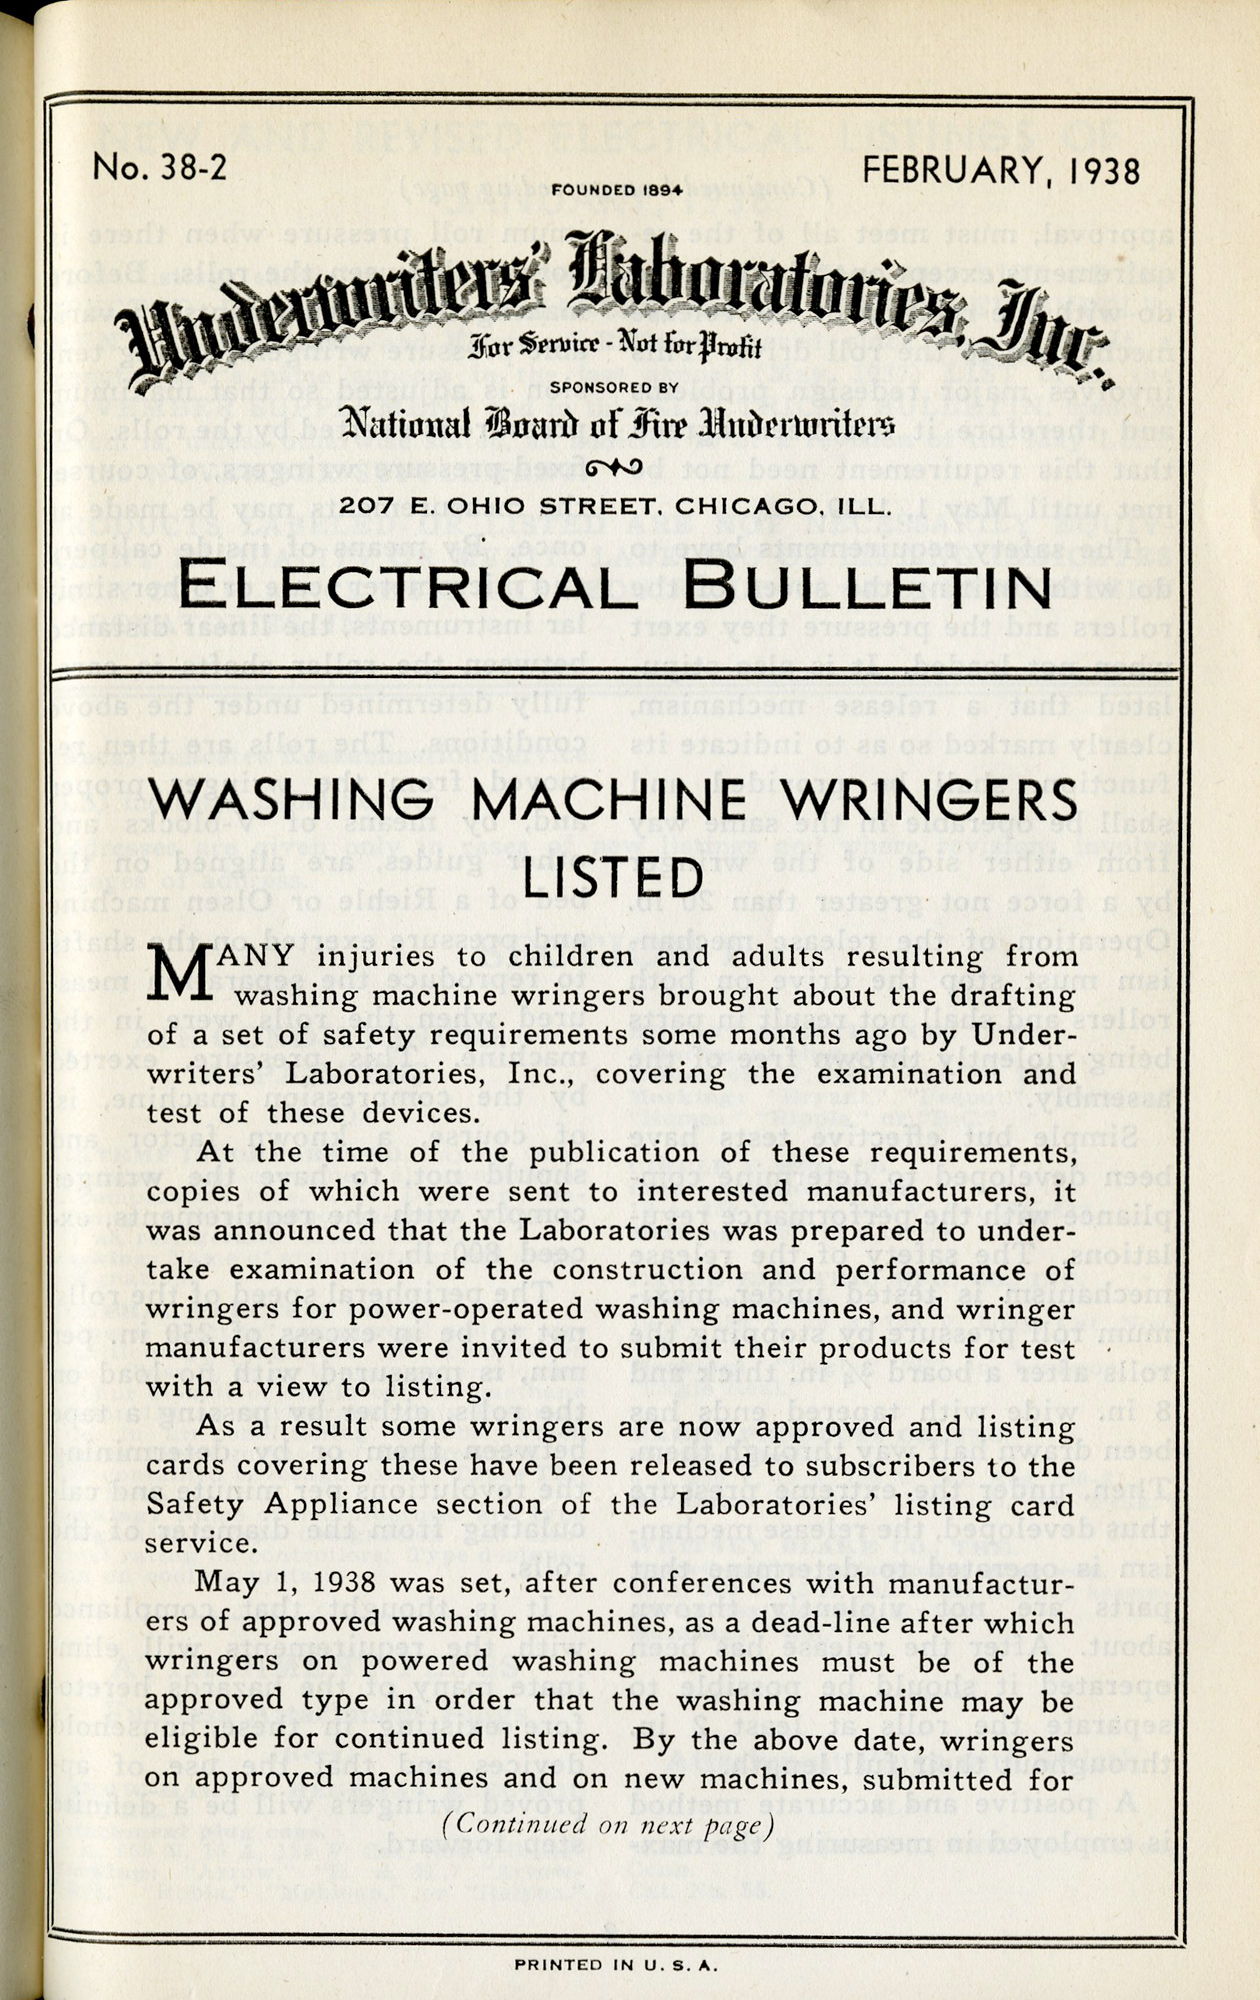 No. 38-2
FEBRUARY, 1938
FOUNDED 1894
Underwriters' Laboratories, Inc.
For Service - Not for Profit
SPONSORED BY
National Board of Fire Underwriters
207 E. OHIO STREET, CHICAGO, ILL.
ELECTRICAL BULLETIN
WASHING MACHINE WRINGERS
LISTED
MANY injuries to children and adults resulting from
washing machine wringers brought about the drafting
of a set of safety requirements some months ago by Under-
writers' Laboratories, Inc., covering the examination and
test of these devices.
At the time of the publication of these requirements,
copies of which were sent to interested manufacturers, it
was announced that the Laboratories was prepared to under-
take examination of the construction and performance of
wringers for power-operated washing machines, and wringer
manufacturers were invited to submit their products for test
with a view to listing.
As a result some wringers are now approved and listing
cards covering these have been released to subscribers to the
Safety Appliance section of the Laboratories' listing card
service.
May 1, 1938 was set, after conferences with manufactur-
ers of approved washing machines, as a dead-line after which
wringers on powered washing machines must be of the
approved type in order that the washing machine may be
eligible for continued listing. By the above date, wringers
on approved machines and on new machines, submitted for
(Continued on next page)
PRINTED IN U. S. A.